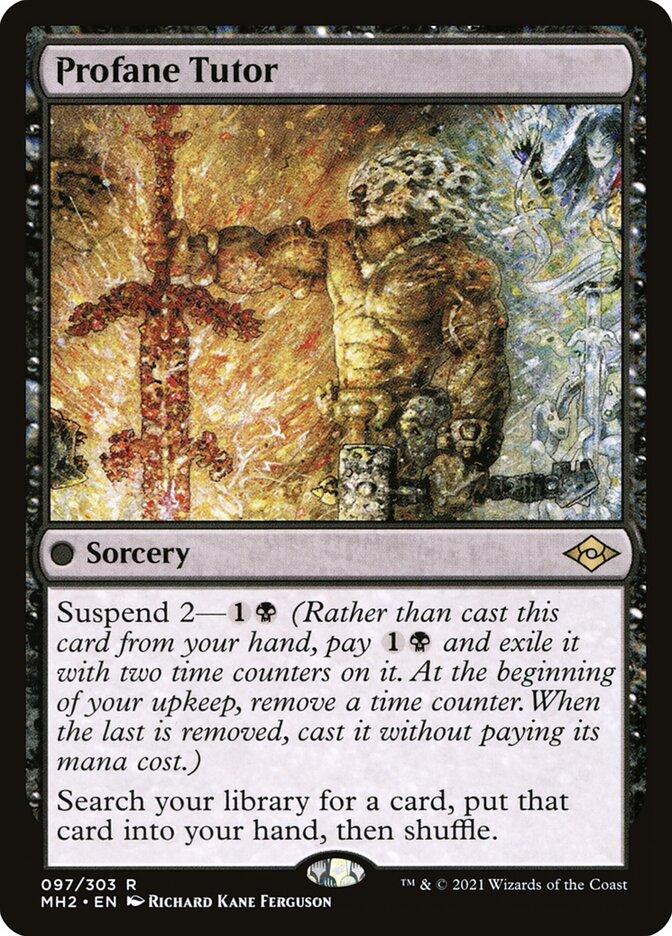 Profane Tutor
Sorcery
Suspend 2—1 (Rather than cast this
card from your hand, pay 1 and exile it
with two time counters on it. At the beginning
of your upkeep, remove a time counter. When
the last is removed, cast it without paying its
mana cost.)
Search your library for a card, put that
card into your hand, then shuffle.
097/303 R
™ & © 2021 Wizards of the Coast
MH2 • EN Richard Kane Ferguson